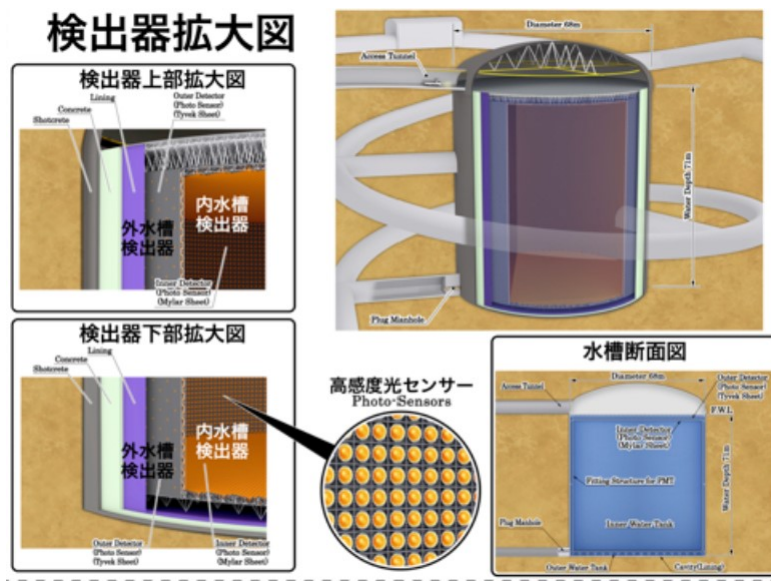 検出器拡大図
検出器上部拡大図
Lining
Concrete
Shotcrete
Outer Detector
(Photo Sensor)
(Tyvek Sheet)
外水槽
検出器
内水槽
検出器
Inner Detector
(Photo Sensor)
(Mylar Sheet)
Diameter 68m
Access Tunnel
Water Depth 71m
Plug Manhole
検出器下部拡大図
Lining
Concrete
Shotcrete
外水槽
検出器
内水槽
検出器
Outer Detector
(Photo Sensor)
(Tyvek Sheet)
Inner Detector
(Photo Sensor)
(Mylar Sheet)
高感度光センサー
Photo-Sensors
水槽断面図
Diameter 68m
Outer Detector
(Photo Sensor)
(Tyvek Sheet)
Access Tunnel
F.W.L
Inner Detector
(Photo Sensor)
(Mylar Sheet)
Water Depth 71m
Fitting Structure for PMT
Plug Manhole
Inner Water Tank
Outer Water Tank
Cavity(Lining)